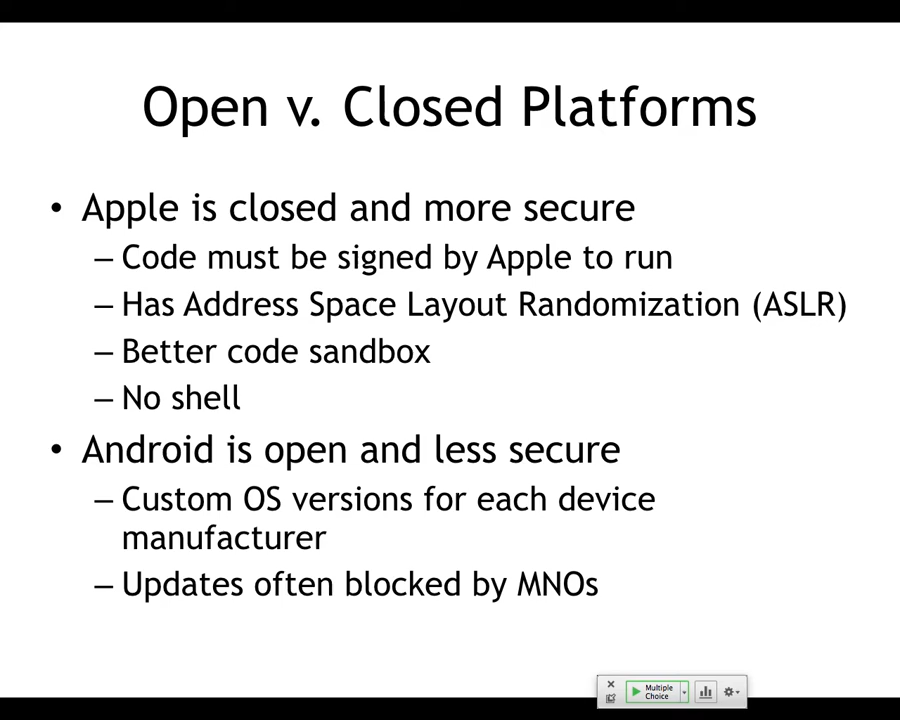 Open v. Closed Platforms
• Apple is closed and more secure
– Code must be signed by Apple to run
– Has Address Space Layout Randomization (ASLR)
– Better code sandbox
– No shell
• Android is open and less secure
– Custom OS versions for each device
manufacturer
– Updates often blocked by MNOs
Multiple
Choice